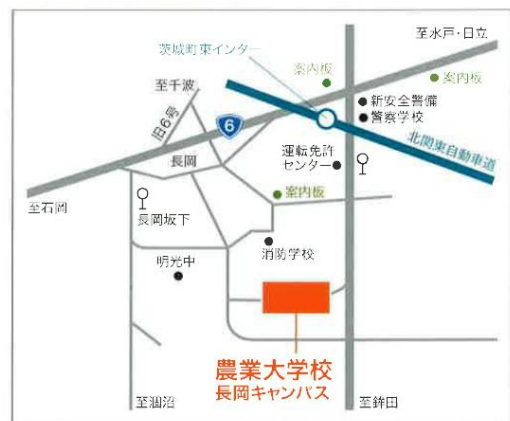 至水戸・日立
茨城町東インター
案内板
案内板
至千波
新安全警備
旧6号
警察学校
6
北関東自動車道
長岡
運転免許
センター
案内板
至石岡
長岡坂下
消防学校
明光中
農業大学校
長岡キャンパス
至涸沼
至鉾田